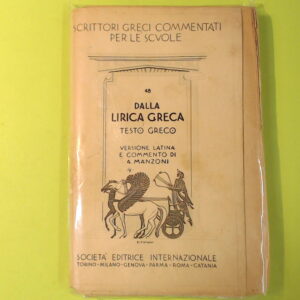 SCRITTORI GRECI COMMENTATI
PER LE SCVOLE
48
DALLA
LIRICA GRECA
TESTO GRECO
VERSIONE LATINA
E COMMENTO DI
A. MANZONI
SOCIETÀ EDITRICE INTERNAZIONALE
TORINO-MILANO-GENOVA-PARMA-ROMA-CATANIA